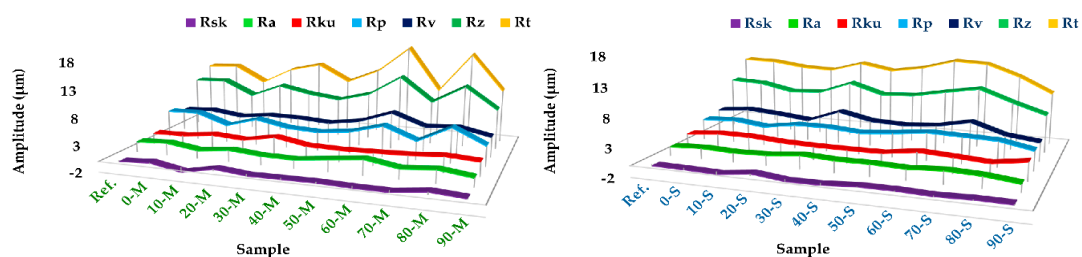 Rsk Ra Rku Rp Rv Rz Rt
Amplitude (µm)
18
13
8
3
-2
Ref.
0-M
10-M
20-M
30-M
40-M
50-M
60-M
70-M
80-M
90-M
Sample
Rsk Ra Rku Rp Rv Rz Rt
Amplitude (µm)
18
13
8
3
-2
Ref.
0-S
10-S
20-S
30-S
40-S
50-S
60-S
70-S
80-S
90-S
Sample